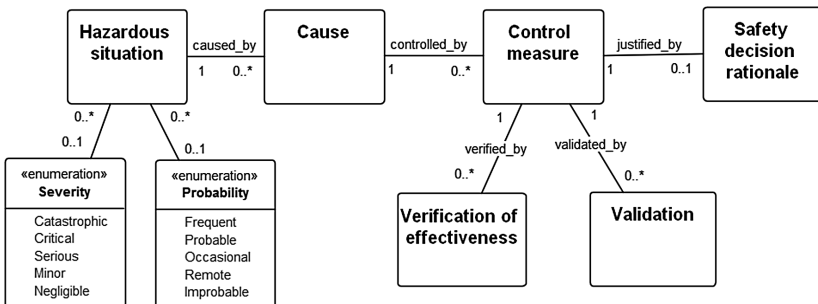 Hazardous
situation
caused_by
1
0..*
Cause
controlled_by
1
0..*
Control
measure
justified_by
1
0..1
Safety
decision
rationale
0..*
0..1
0..*
0..1
1
verified_by
0..*
1
validated_by
0..*
«enumeration»
Severity
Catastrophic
Critical
Serious
Minor
Negligible
«enumeration»
Probability
Frequent
Probable
Occasional
Remote
Improbable
Verification of
effectiveness
Validation